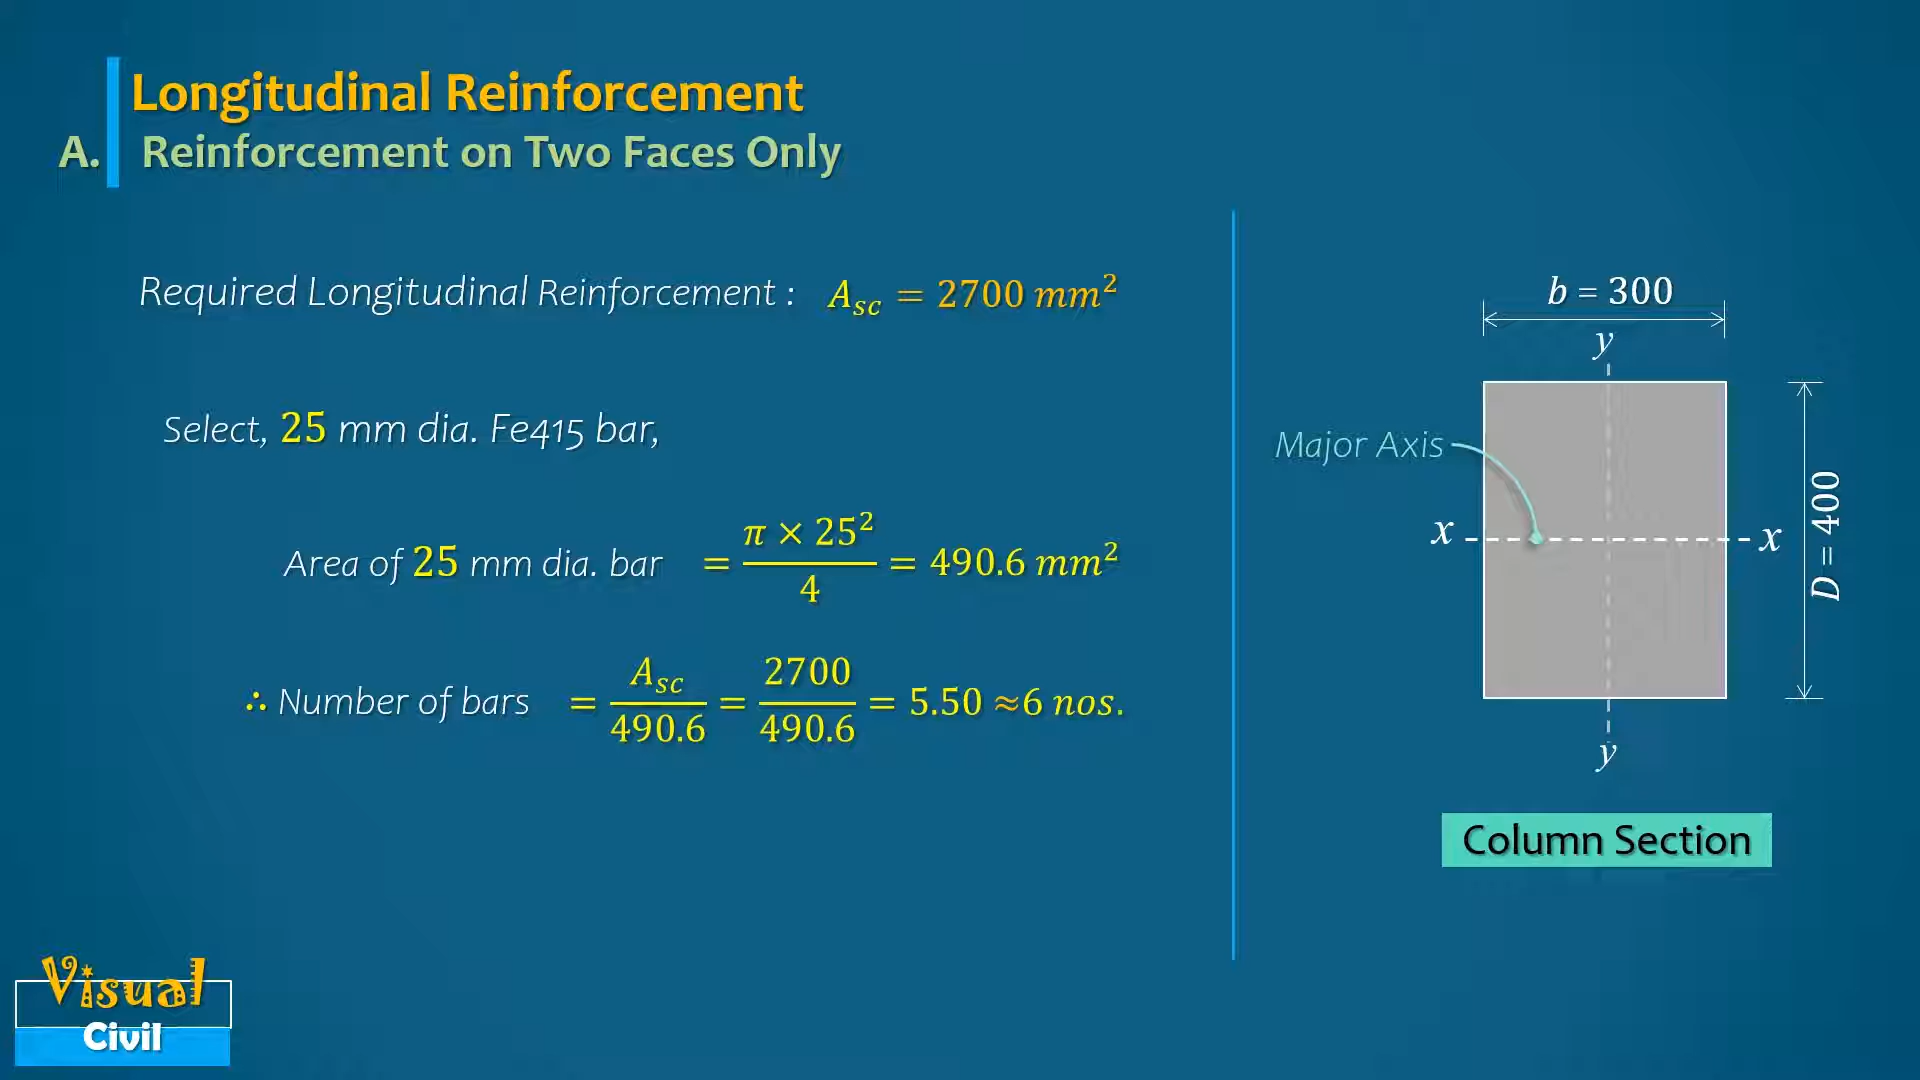 Longitudinal Reinforcement
A. Reinforcement on Two Faces Only
Required Longitudinal Reinforcement : A_sc = 2700 mm²
Select, 25 mm dia. Fe415 bar,
Area of 25 mm dia. bar = π × 25² / 4 = 490.6 mm²
∴ Number of bars = A_sc / 490.6 = 2700 / 490.6 = 5.50 ≈6 nos.
b = 300
y
Major Axis
x
x
D = 400
y
Column Section
Visual
Civil